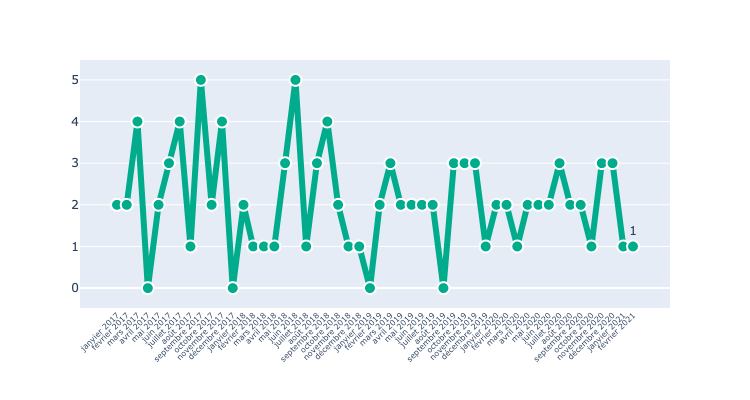 5
4
3
2
1
1
0
janvier 2017
février 2017
mars 2017
avril 2017
mai 2017
juin 2017
juillet 2017
août 2017
septembre 2017
octobre 2017
novembre 2017
décembre 2017
janvier 2018
février 2018
mars 2018
avril 2018
mai 2018
juin 2018
juillet 2018
août 2018
septembre 2018
octobre 2018
novembre 2018
décembre 2018
janvier 2019
février 2019
mars 2019
avril 2019
mai 2019
juin 2019
juillet 2019
août 2019
septembre 2019
octobre 2019
novembre 2019
décembre 2019
janvier 2020
février 2020
mars 2020
avril 2020
mai 2020
juin 2020
juillet 2020
août 2020
septembre 2020
octobre 2020
novembre 2020
décembre 2020
janvier 2021
février 2021